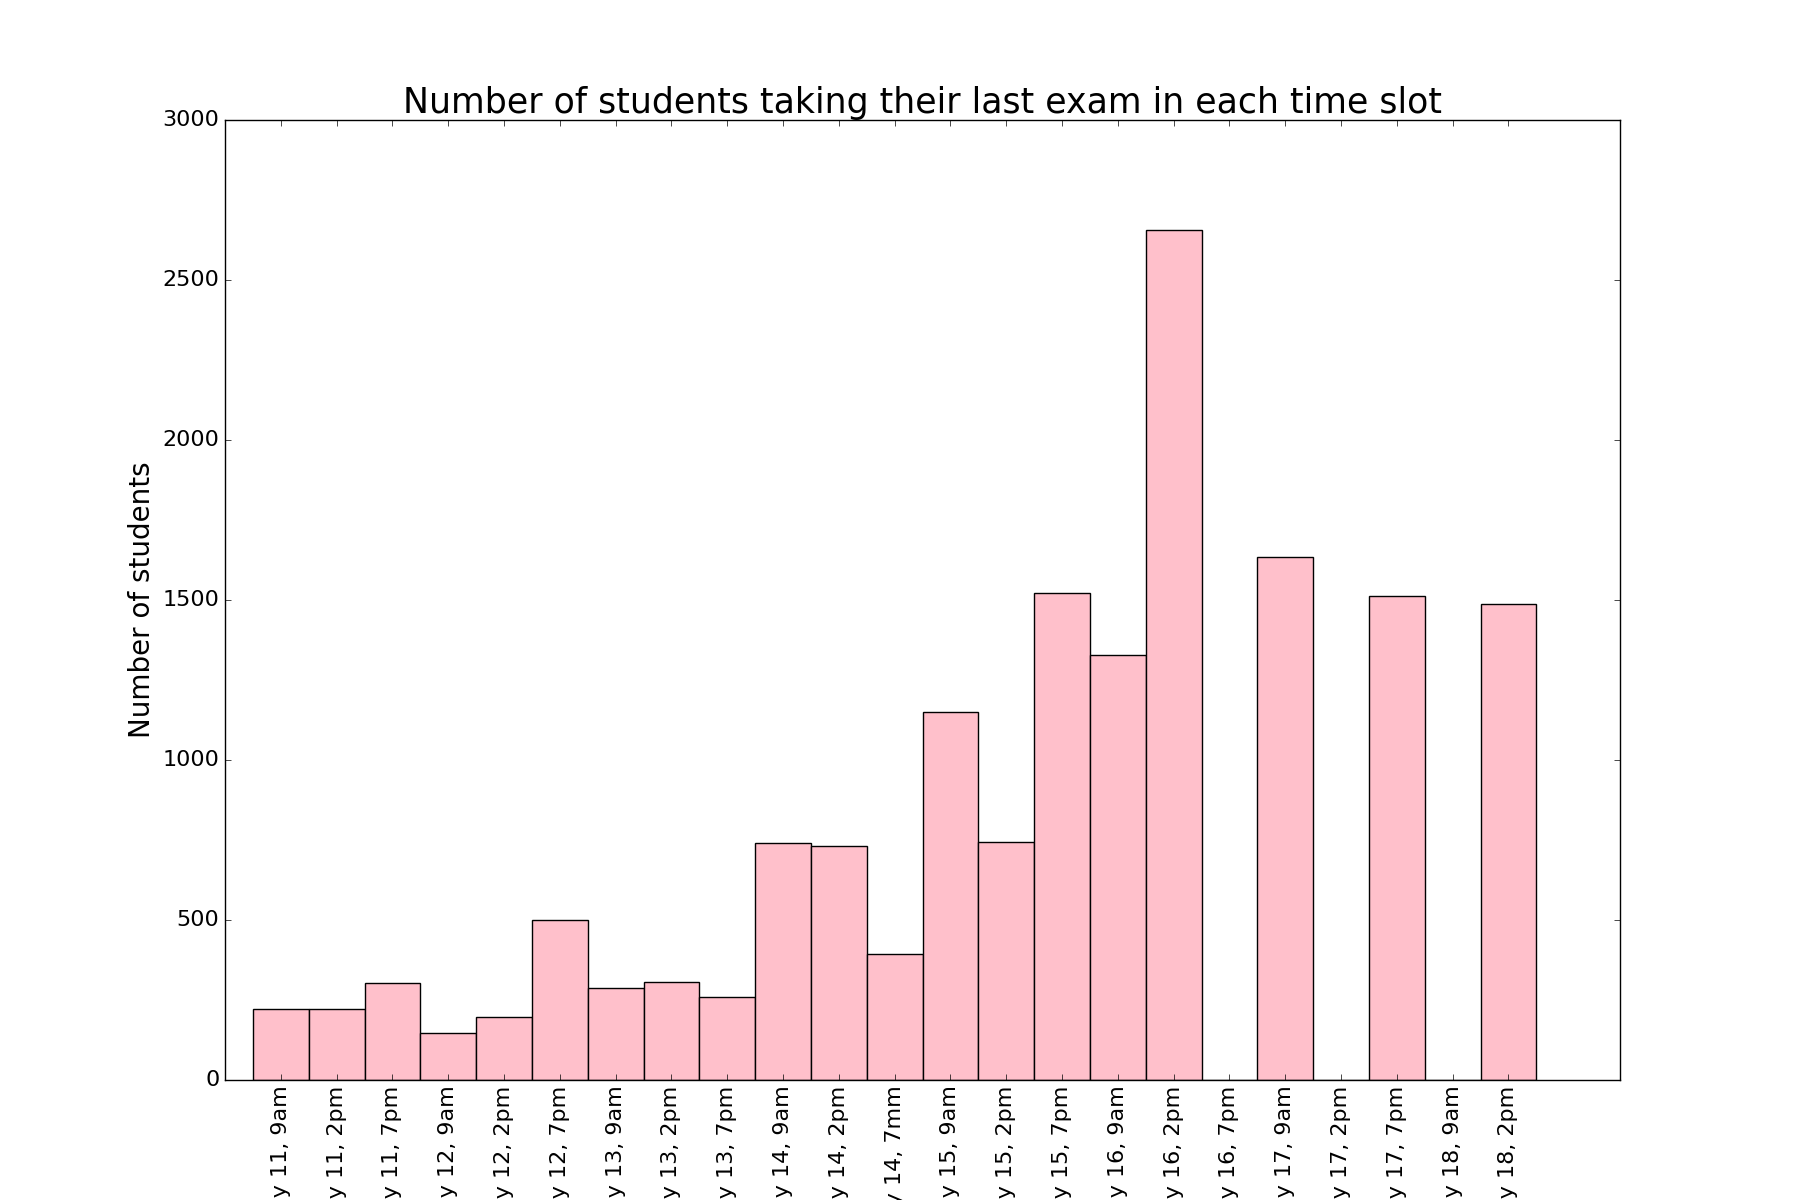 Number of students taking their last exam in each time slot
3000
2500
2000
1500
1000
500
0
Number of students
y 11, 9am
y 11, 2pm
y 11, 7pm
y 12, 9am
y 12, 2pm
y 12, 7pm
y 13, 9am
y 13, 2pm
y 13, 7pm
y 14, 9am
y 14, 2pm
y 14, 7mm
y 15, 9am
y 15, 2pm
y 15, 7pm
y 16, 9am
y 16, 2pm
y 16, 7pm
y 17, 9am
y 17, 2pm
y 17, 7pm
y 18, 9am
y 18, 2pm